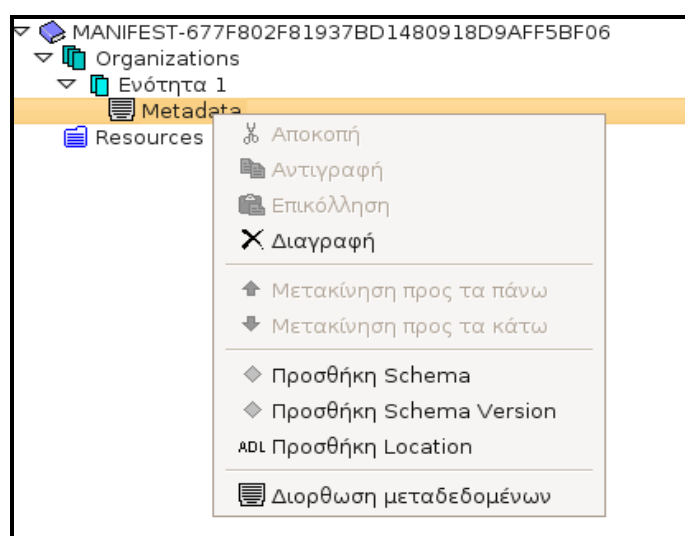 MANIFEST-677F802F81937BD1480918D9AFF5BF06
Organizations
Ενότητα 1
Metadata
Resources
Αποκοπή
Αντιγραφή
Επικόλληση
Διαγραφή
Μετακίνηση προς τα πάνω
Μετακίνηση προς τα κάτω
Προσθήκη Schema
Προσθήκη Schema Version
ADL Προσθήκη Location
Διορθωση μεταδεδομένων